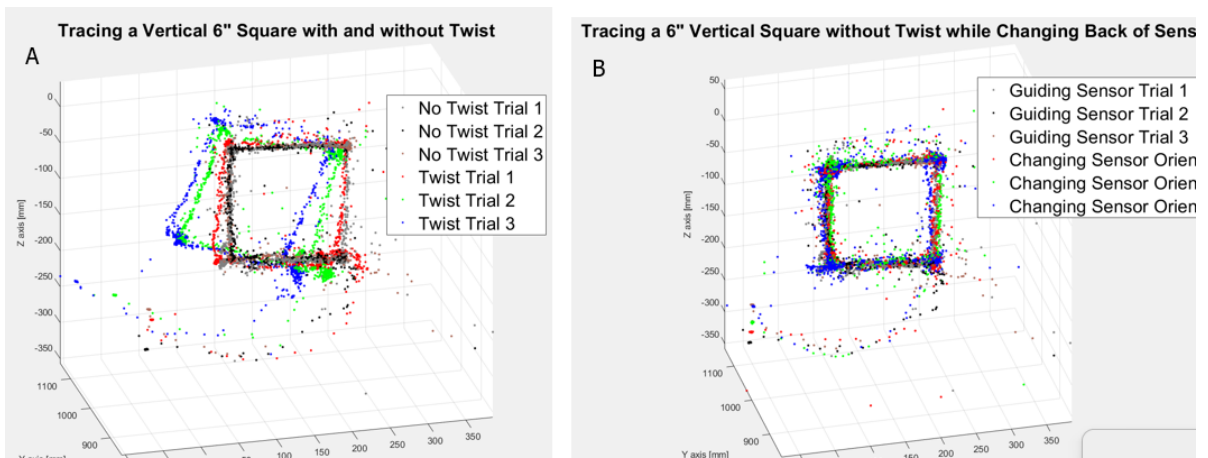 Tracing a Vertical 6" Square with and without Twist
A
No Twist Trial 1
No Twist Trial 2
No Twist Trial 3
Twist Trial 1
Twist Trial 2
Twist Trial 3
0
-50
-100
-150
-200
-250
-300
-350
Z axis [mm]
1100
1000
900
Y axis [mm]
0
50
100
150
200
250
300
350
Tracing a 6" Vertical Square without Twist while Changing Back of Sens
B
Guiding Sensor Trial 1
Guiding Sensor Trial 2
Guiding Sensor Trial 3
Changing Sensor Orien
Changing Sensor Orien
Changing Sensor Orien
50
0
-50
-100
-150
-200
-250
-300
-350
Z axis [mm]
1100
1000
900
Y axis [mm]
150
200
250
300
350